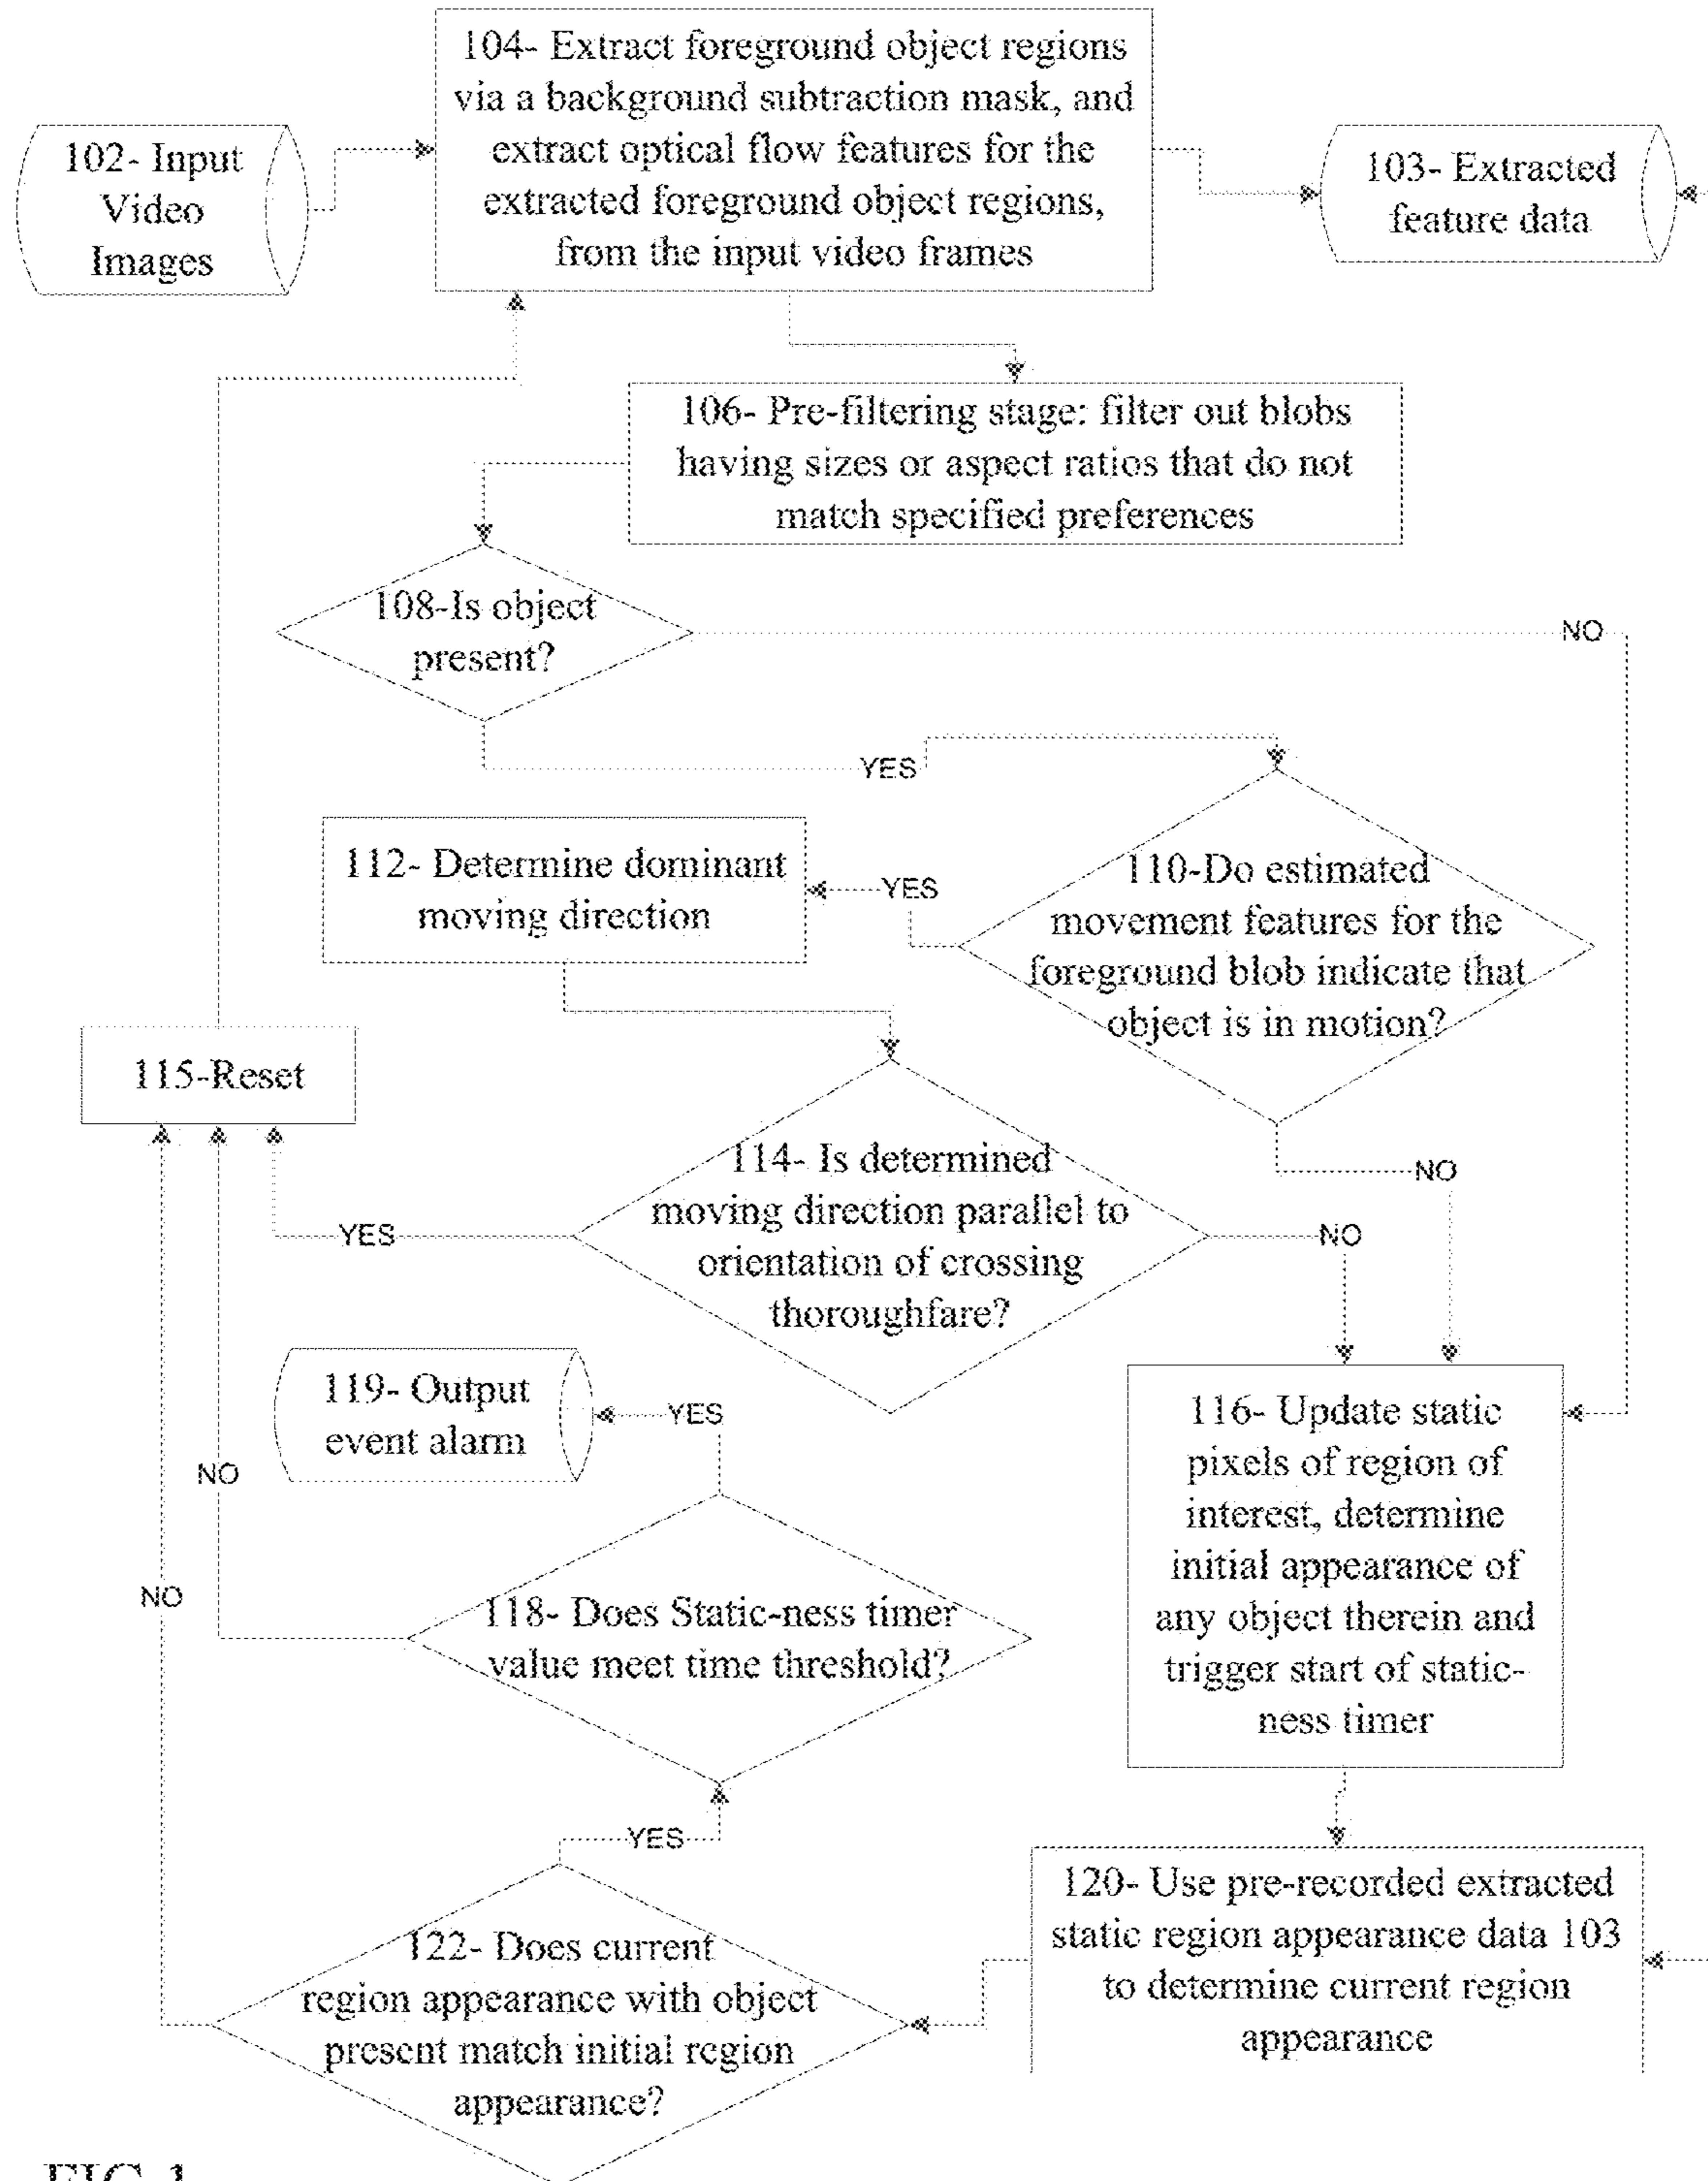 104- Extract foreground object regions
via a background subtraction mask, and
extract optical flow features for the
extracted foreground object regions,
from the input video frames
102- Input
Video
Images
103- Extracted
feature data
106- Pre-filtering stage: filter out blobs
having sizes or aspect ratios that do not
match specified preferences
108-Is object
present?
NO
YES
112- Determine dominant
moving direction
YES
110-Do estimated
movement features for the
foreground blob indicate that
object is in motion?
115-Reset
114- Is determined
moving direction parallel to
orientation of crossing
thoroughfare?
NO
YES
NO
119- Output
event alarm
YES
116- Update static
pixels of region of
interest, determine
initial appearance of
any object therein and
trigger start of static-
ness timer
NO
NO
118- Does Static-ness timer
value meet time threshold?
YES
120- Use pre-recorded extracted
static region appearance data 103
to determine current region
appearance
122- Does current
region appearance with object
present match initial region
appearance?
FIG 1